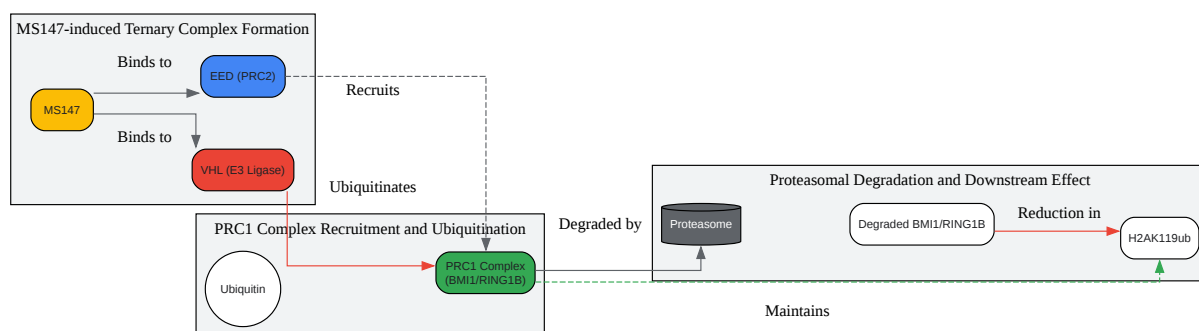 MS147-induced Ternary Complex Formation
Binds to
EED (PRC2)
Recruits
MS147
Binds to
VHL (E3 Ligase)
Ubiquitinates
Proteasomal Degradation and Downstream Effect
PRC1 Complex Recruitment and Ubiquitination
Degraded by
Proteasome
Degraded BMI1/RING1B
Reduction in
H2AK119ub
PRC1 Complex
(BMI1/RING1B)
Ubiquitin
Maintains